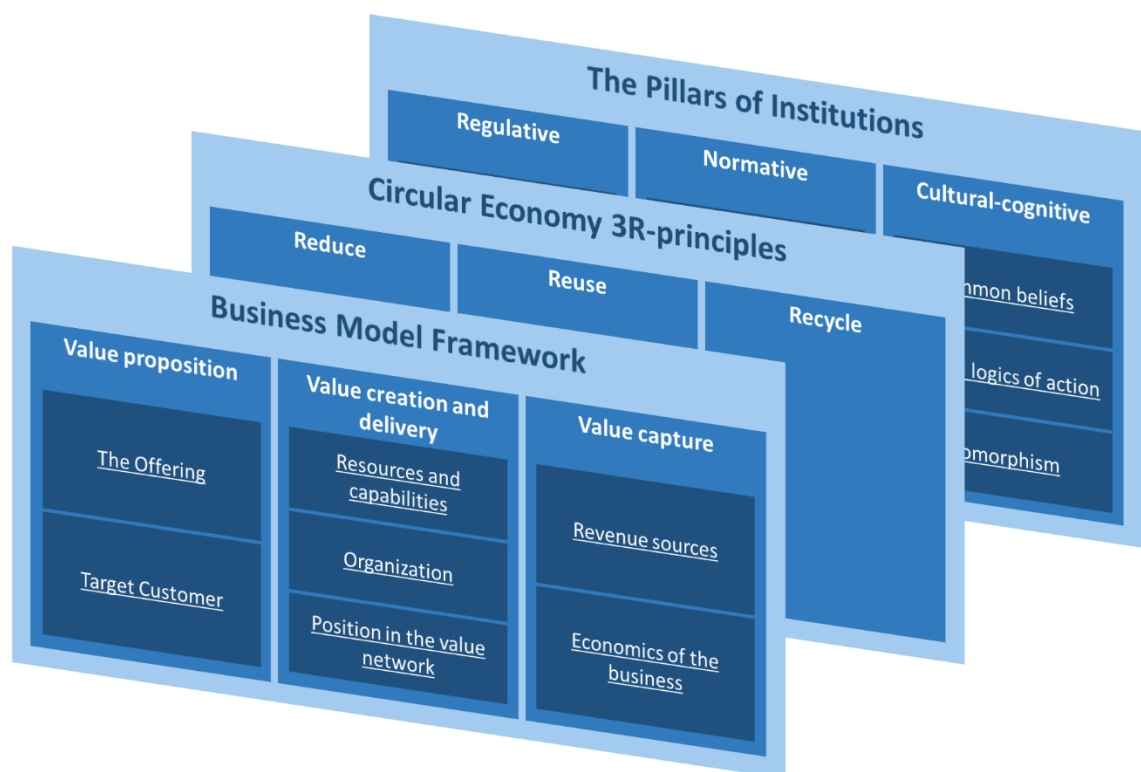 The Pillars of Institutions
Regulative
Normative
Cultural-cognitive
beliefs
logics of action
Circular Economy 3R-principles
Reduce
Reuse
Recycle
Business Model Framework
Value proposition
The Offering
Target Customer
Value creation and
delivery
Resources and
capabilities
Organization
Position in the value
network
Value capture
Revenue sources
Economics of the
business